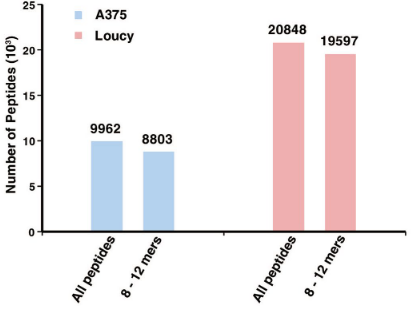 Number of Peptides (10³)
25
20
15
10
5
0
A375
Loucy
9962
8803
20848
19597
All peptides
8 - 12 mers
All peptides
8 - 12 mers